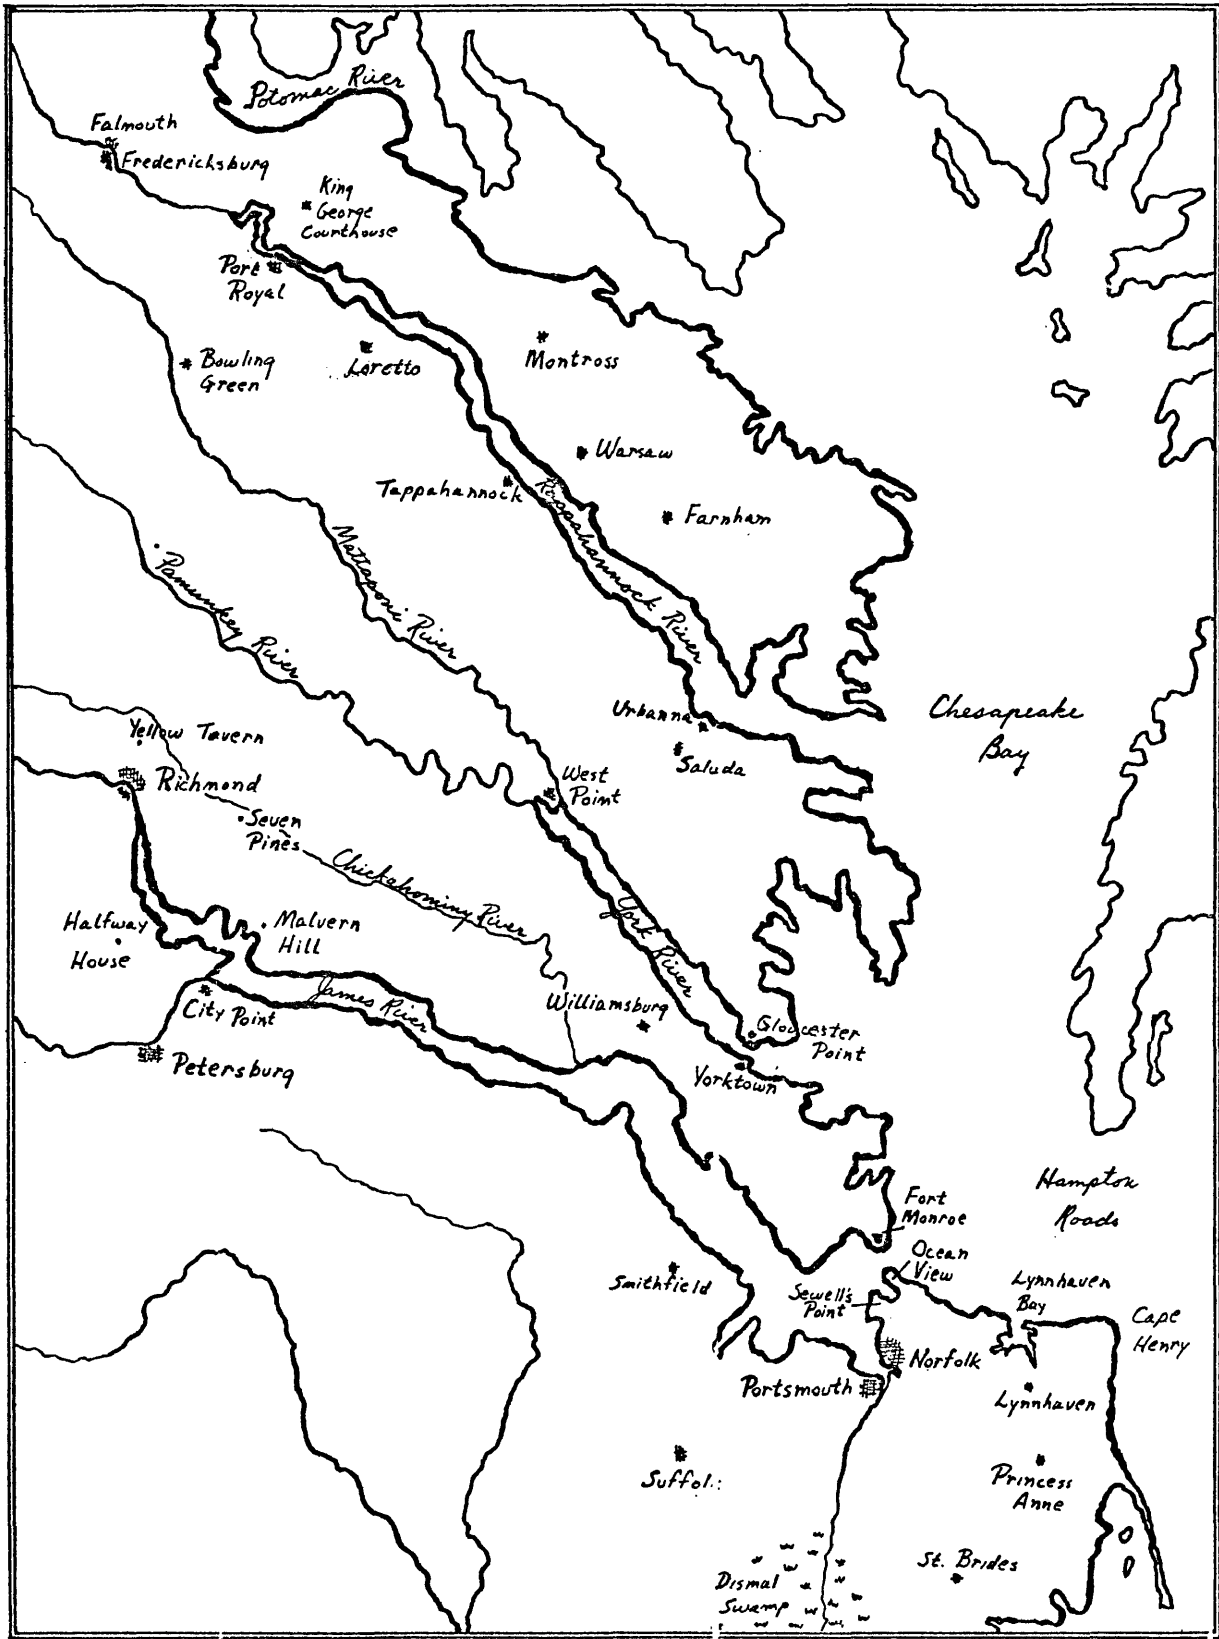 Potomac River
Falmouth
Fredericksburg
King
George
Courthouse
Port
Royal
Bowling
Green
Loretto
Montross
Warsaw
Tappahannock
Farnham
Rappahannock River
Mattaponi River
Pamunkey River
Urbanna
Saluda
Chesapeake
Bay
Yellow Tavern
Richmond
West
Point
Seven
Pines
Chickahominy River
York River
Halfway
House
Malvern
Hill
James River
City Point
Williamsburg
Gloucester
Point
Petersburg
Yorktown
Hampton
Roads
Fort
Monroe
Ocean
View
Smithfield
Sewell's
Point
Lynnhaven
Bay
Cape
Henry
Norfolk
Portsmouth
Lynnhaven
Suffol
Princess
Anne
St. Brides
Dismal
Swamp